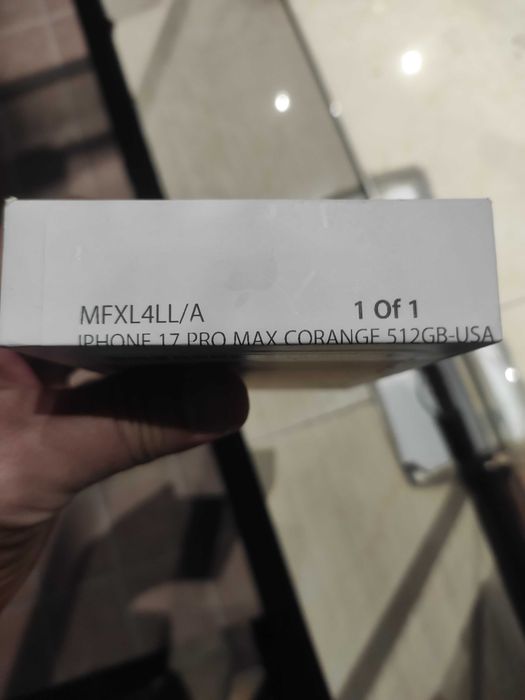 MFXL4LL/A 1 Of 1
IPHONE 17 PRO MAX CORANGE 512GB-USA